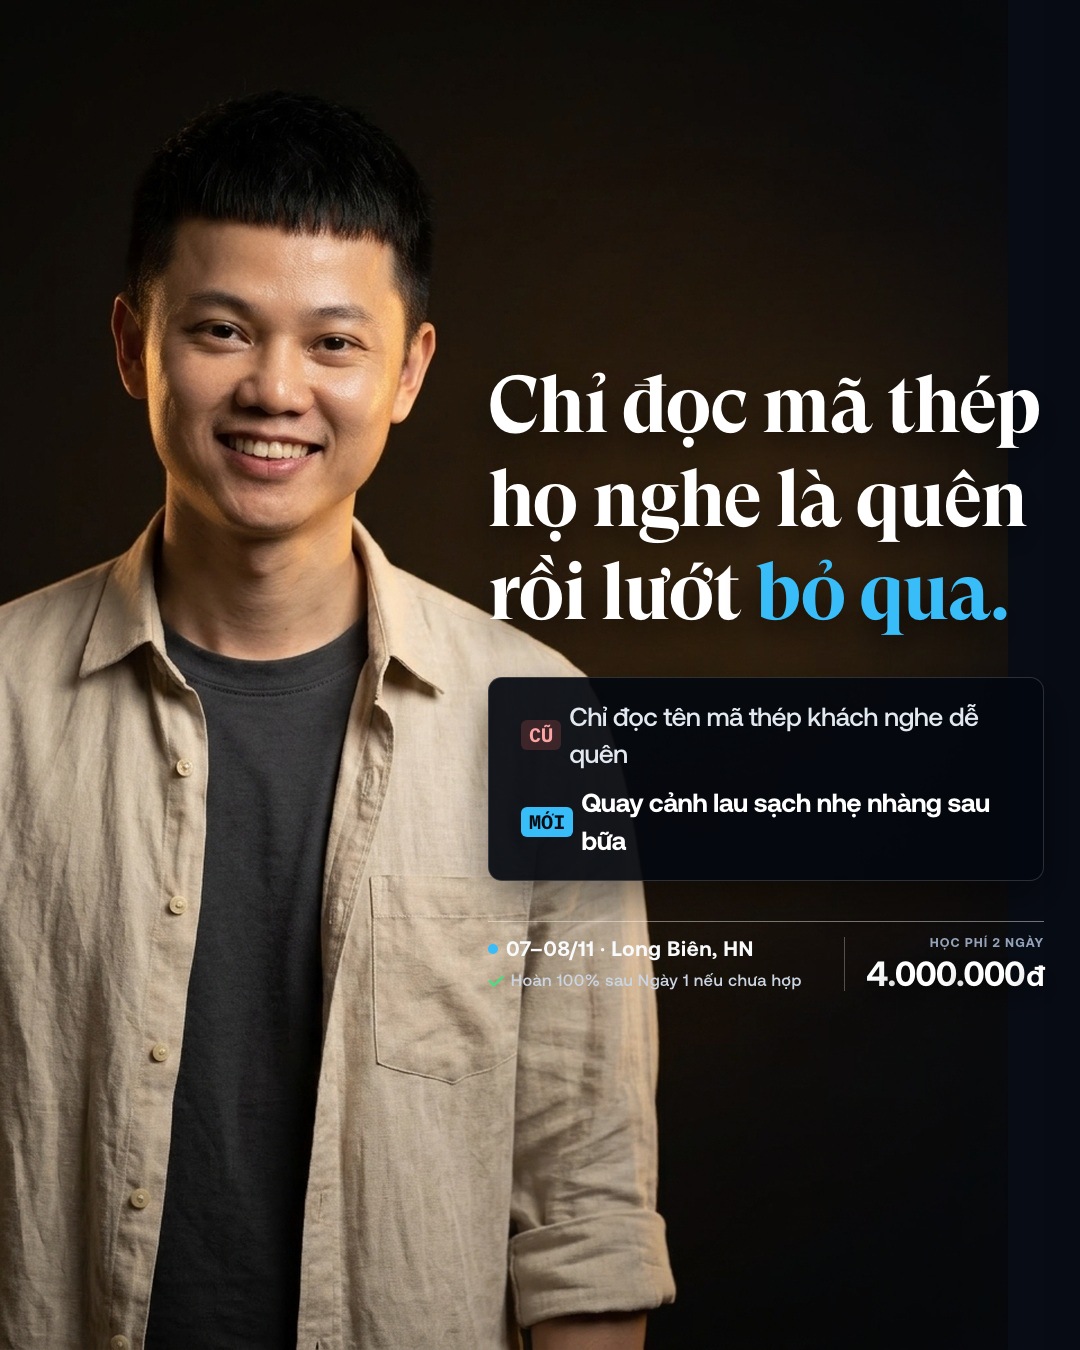 Chỉ đọc mã thép
họ nghe là quên
rồi lướt bỏ qua.
CŨ Chỉ đọc tên mã thép khách nghe dễ
quên
MỚI Quay cảnh lau sạch nhẹ nhàng sau
bữa
07–08/11 · Long Biên, HN
✓ Hoàn 100% sau Ngày 1 nếu chưa hợp
HỌC PHÍ 2 NGÀY
4.000.000đ